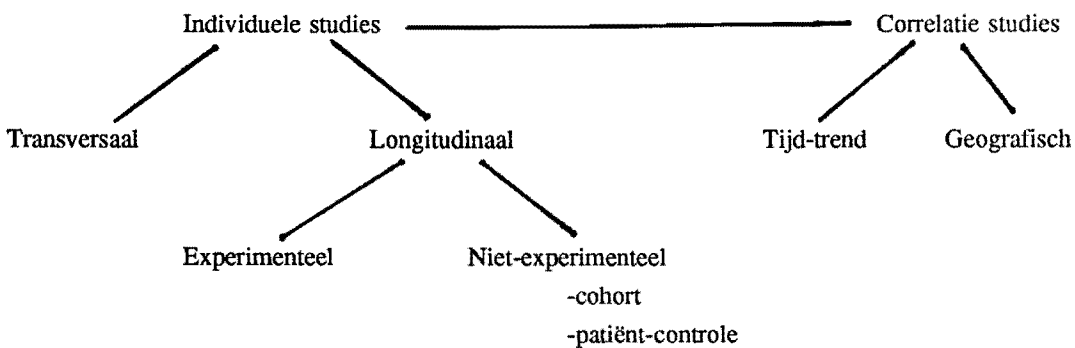 Individuele studies Correlatie studies
Transversaal Longitudinaal Tijd-trend Geografisch
Experimenteel Niet-experimenteel
-cohort
-patiënt-controle